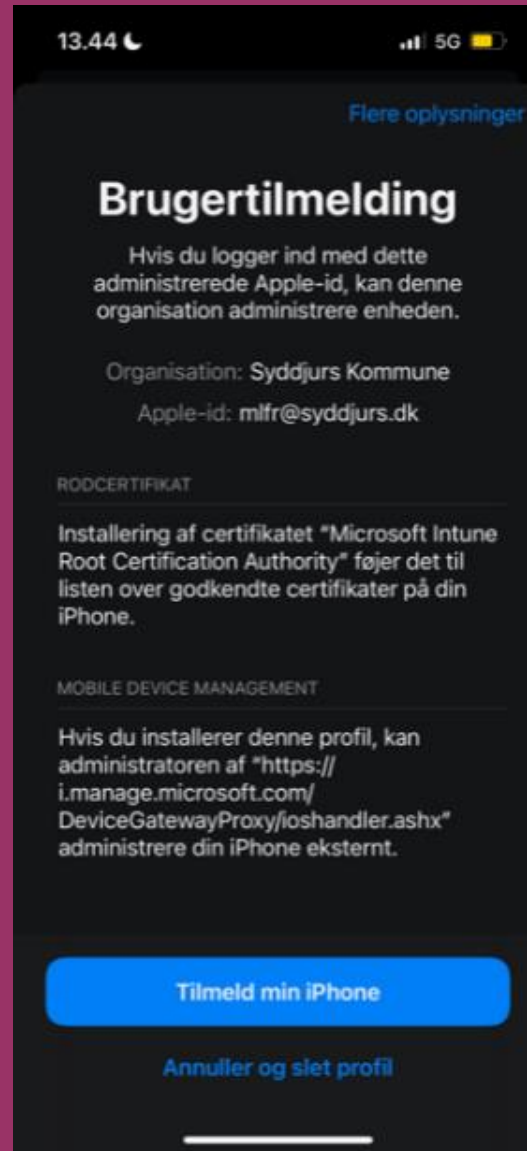 13.44
5G
Flere oplysninger
Brugertilmelding
Hvis du logger ind med dette
administrerede Apple-id, kan denne
organisation administrere enheden.
Organisation: Syddjurs Kommune
Apple-id: mlfr@syddjurs.dk
RODCERTIFIKAT
Installering af certifikatet "Microsoft Intune
Root Certification Authority" føjer det til
listen over godkendte certifikater på din
iPhone.
MOBILE DEVICE MANAGEMENT
Hvis du installerer denne profil, kan
administratoren af "https://
i.manage.microsoft.com/
DeviceGatewayProxy/ioshandler.ashx"
administrere din iPhone eksternt.
Tilmeld min iPhone
Annuller og slet profil